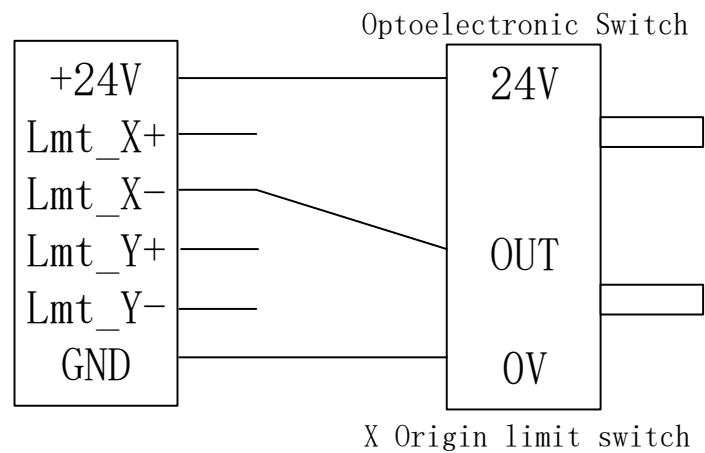 Optoelectronic Switch
+24V
Lmt_X+
Lmt_X-
Lmt_Y+
Lmt_Y-
GND
24V
OUT
0V
X Origin limit switch